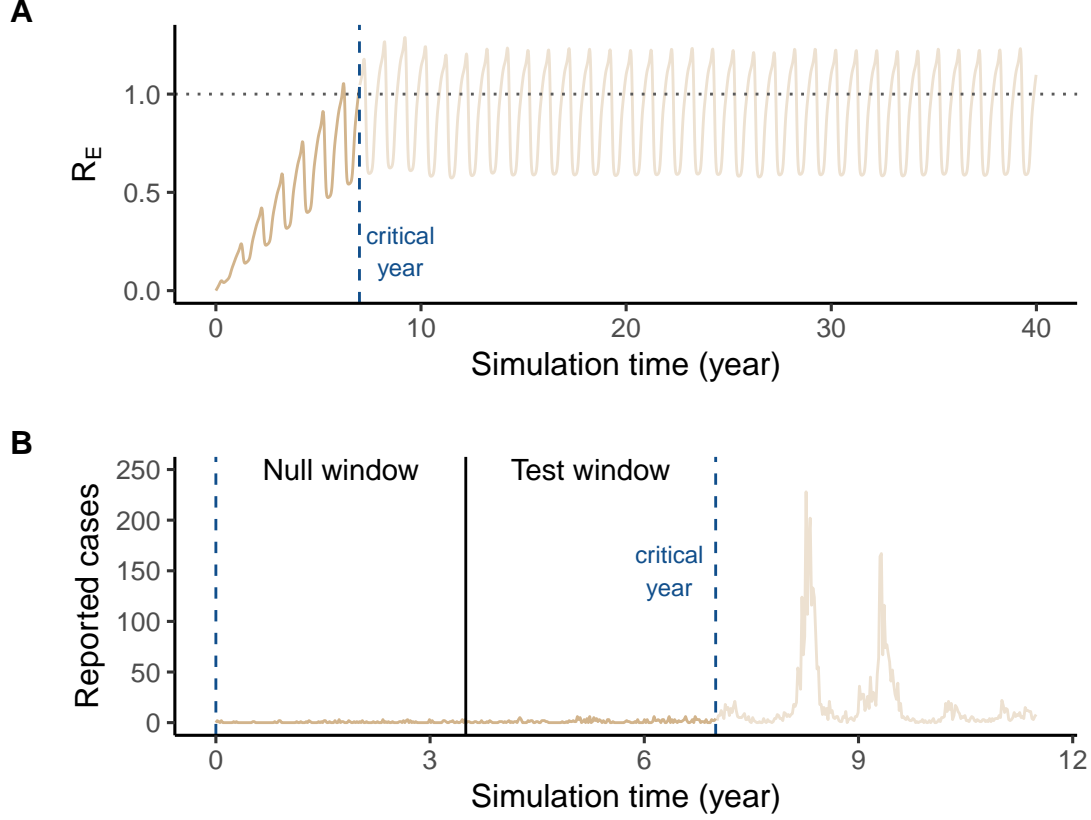 A
R_E
1.0
0.5
0.0
critical
year
0
10
20
30
40
Simulation time (year)
B
Reported cases
250
200
150
100
50
0
Null window
Test window
critical
year
0
3
6
9
12
Simulation time (year)